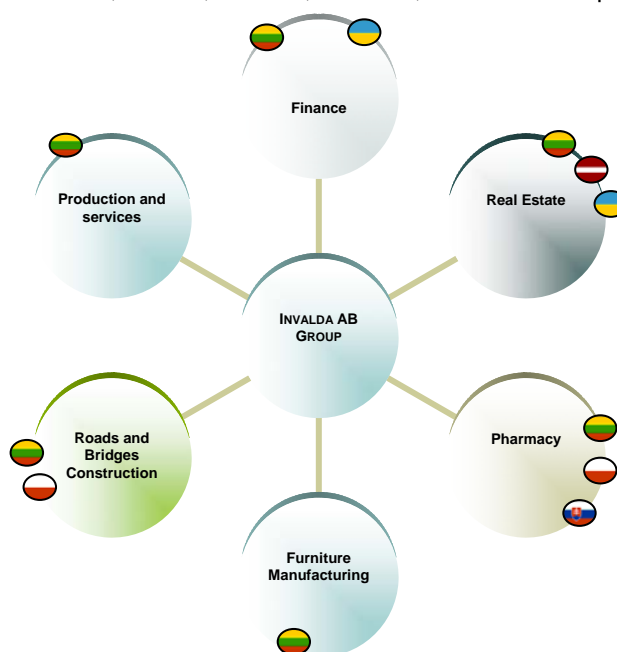 Finance
Production and
services
Real Estate
INVALDA AB
GROUP
Roads and
Bridges
Construction
Pharmacy
Furniture
Manufacturing